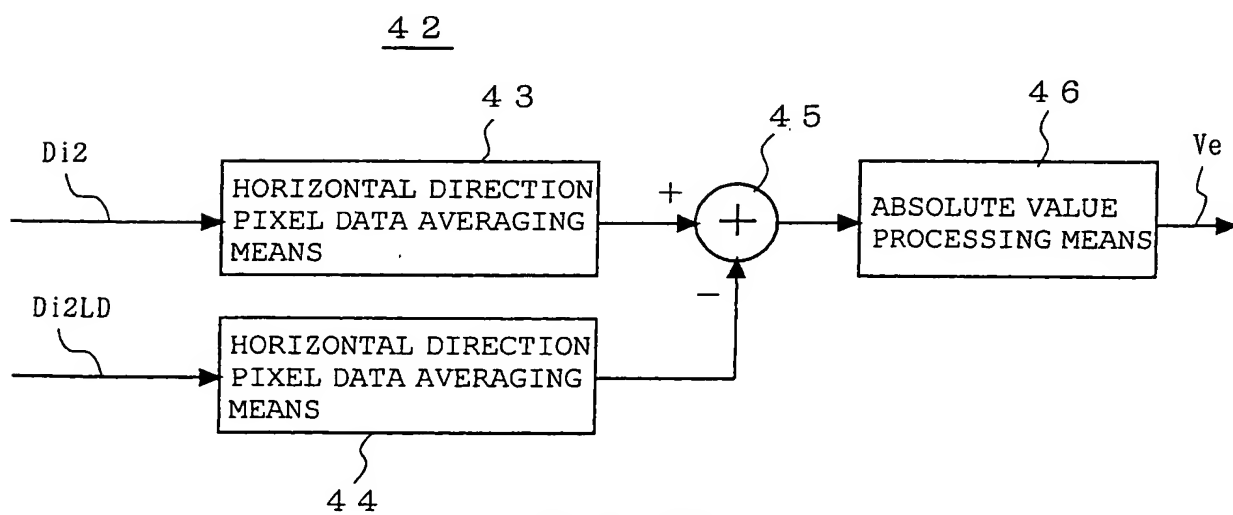 42
43
45
46
Di2
Ve
HORIZONTAL DIRECTION
PIXEL DATA AVERAGING
MEANS
+
+
ABSOLUTE VALUE
PROCESSING MEANS
−
Di2LD
HORIZONTAL DIRECTION
PIXEL DATA AVERAGING
MEANS
44